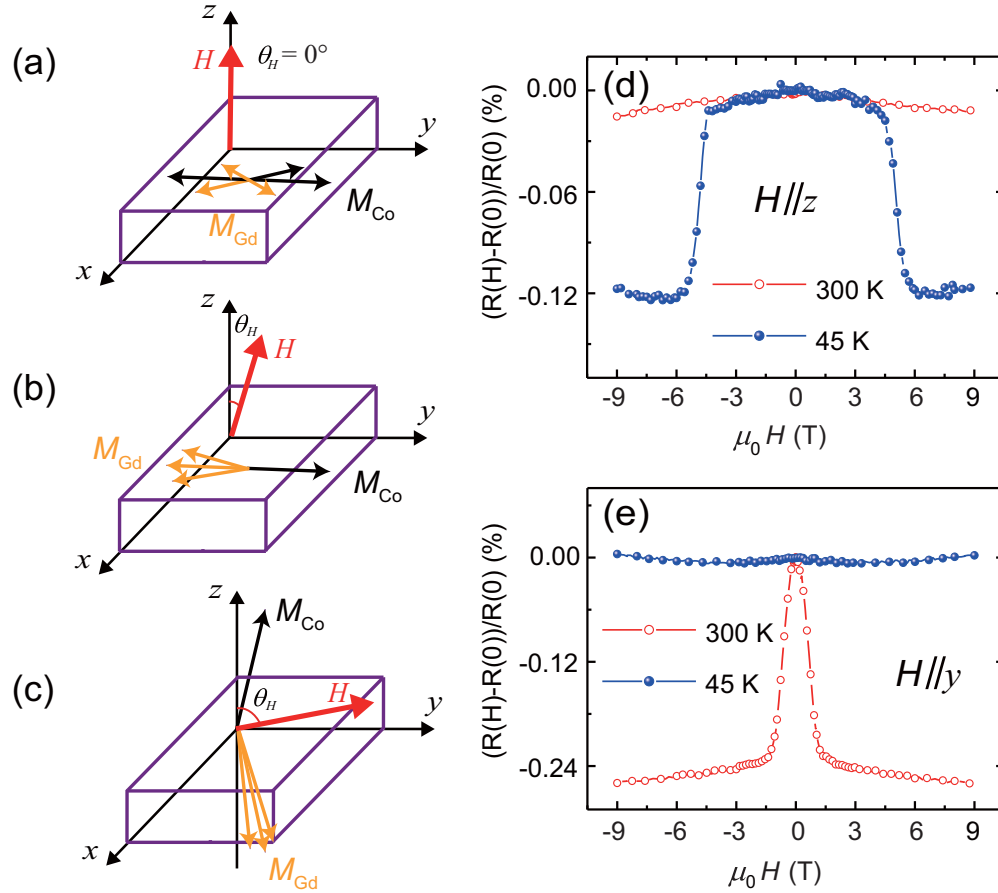 (a)
z
H
θH = 0°
y
MCo
MGd
x
(b)
z
θH
H
y
MGd
MCo
x
(c)
z
MCo
θH
H
y
x
MGd
(d)
(R(H)-R(0))/R(0) (%)
0.00
-0.06
-0.12
H//z
300 K
45 K
-9 -6 -3 0 3 6 9
μ0 H (T)
(e)
(R(H)-R(0))/R(0) (%)
0.00
-0.12
-0.24
300 K
45 K
H//y
-9 -6 -3 0 3 6 9
μ0 H (T)